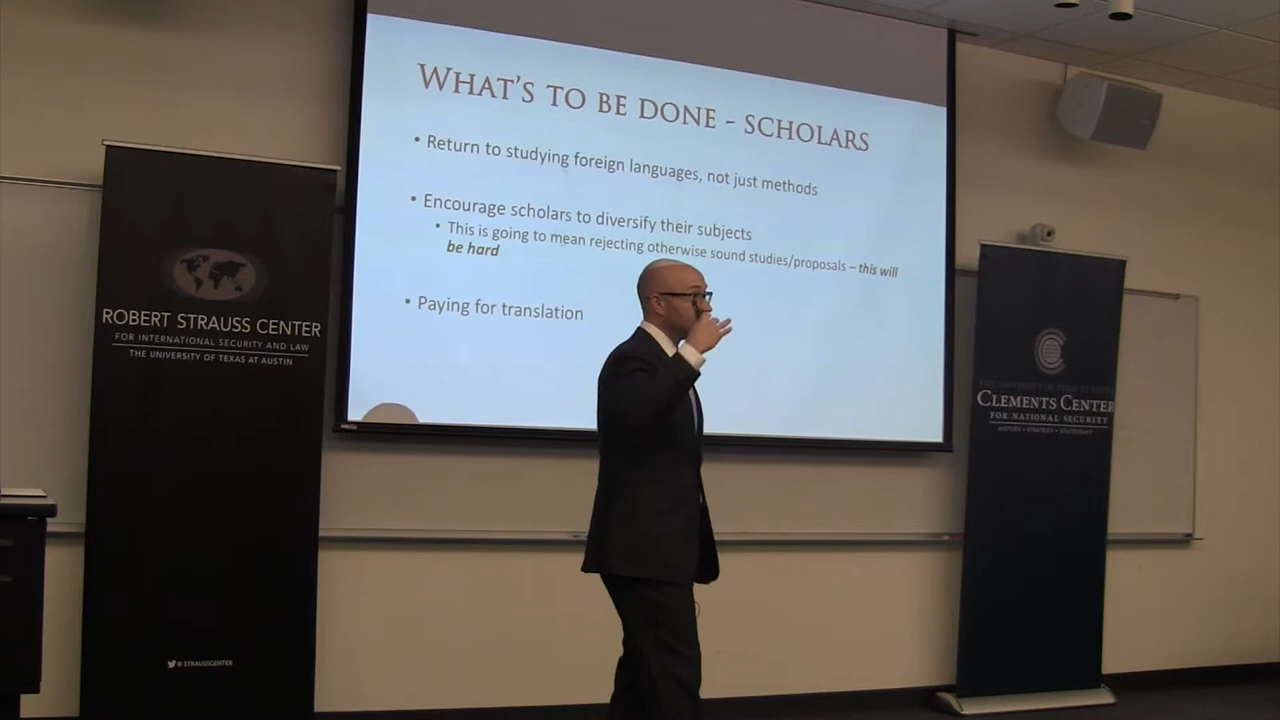 WHAT'S TO BE DONE - SCHOLARS
• Return to studying foreign languages, not just methods
• Encourage scholars to diversify their subjects
• This is going to mean rejecting otherwise sound studies/proposals – this will
be hard
• Paying for translation
ROBERT STRAUSS CENTER
FOR INTERNATIONAL SECURITY AND LAW
THE UNIVERSITY OF TEXAS AT AUSTIN
@STRAUSSCENTER
CLEMENTS CENTER
FOR NATIONAL SECURITY
HISTORY • STRATEGY • STATECRAFT